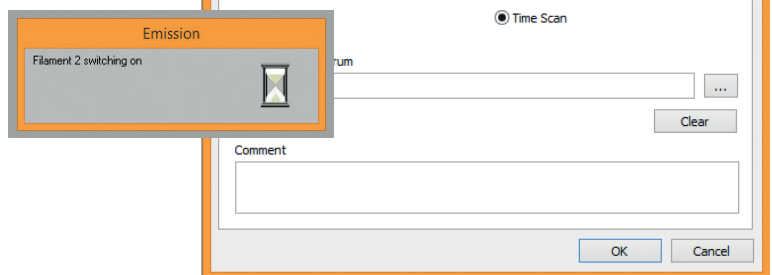 Time Scan
Emission
Filament 2 switching on
rum
...
Clear
Comment
OK
Cancel